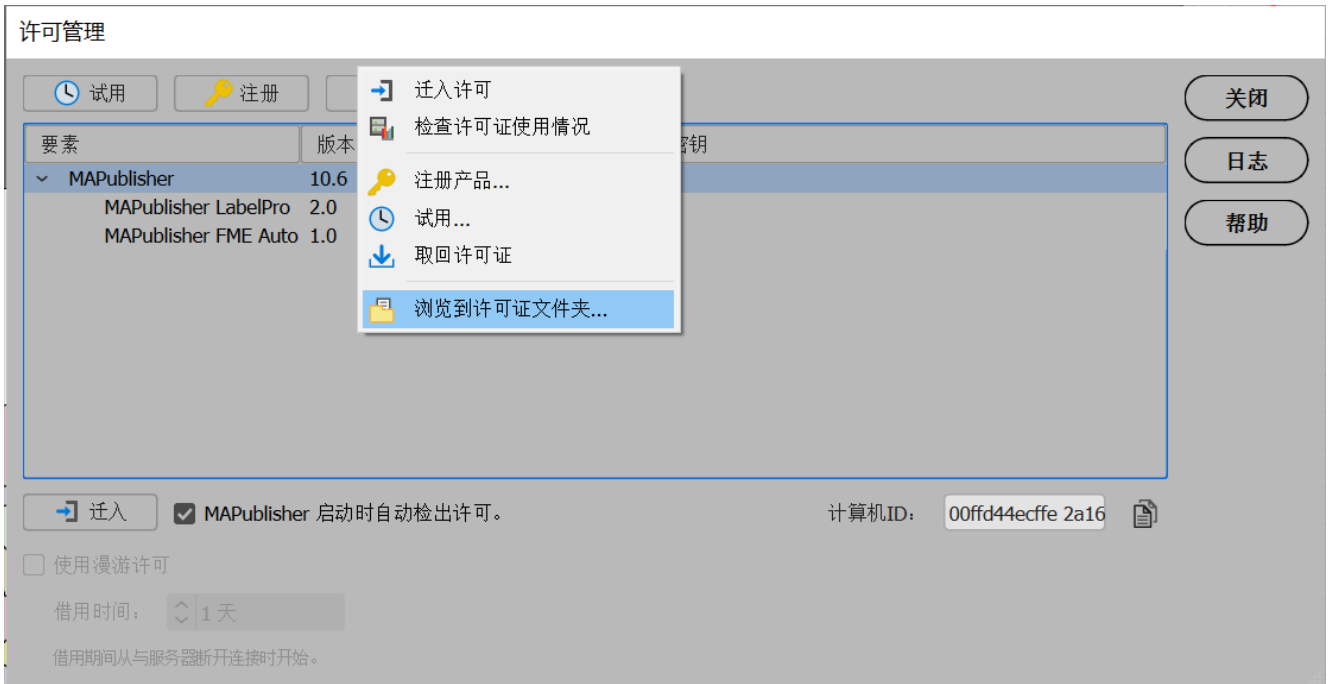 许可管理
试用
注册
关闭
日志
帮助
迁入许可
检查许可证使用情况
注册产品...
试用...
取回许可证
浏览到许可证文件夹...
要素
版本
钥
MAPublisher
10.6
MAPublisher LabelPro
2.0
MAPublisher FME Auto
1.0
迁入
MAPublisher 启动时自动检出许可。
计算机ID：
00ffd44ecffe 2a16
使用漫游许可
借用时间：
1 天
借用期间从与服务器断开连接时开始。